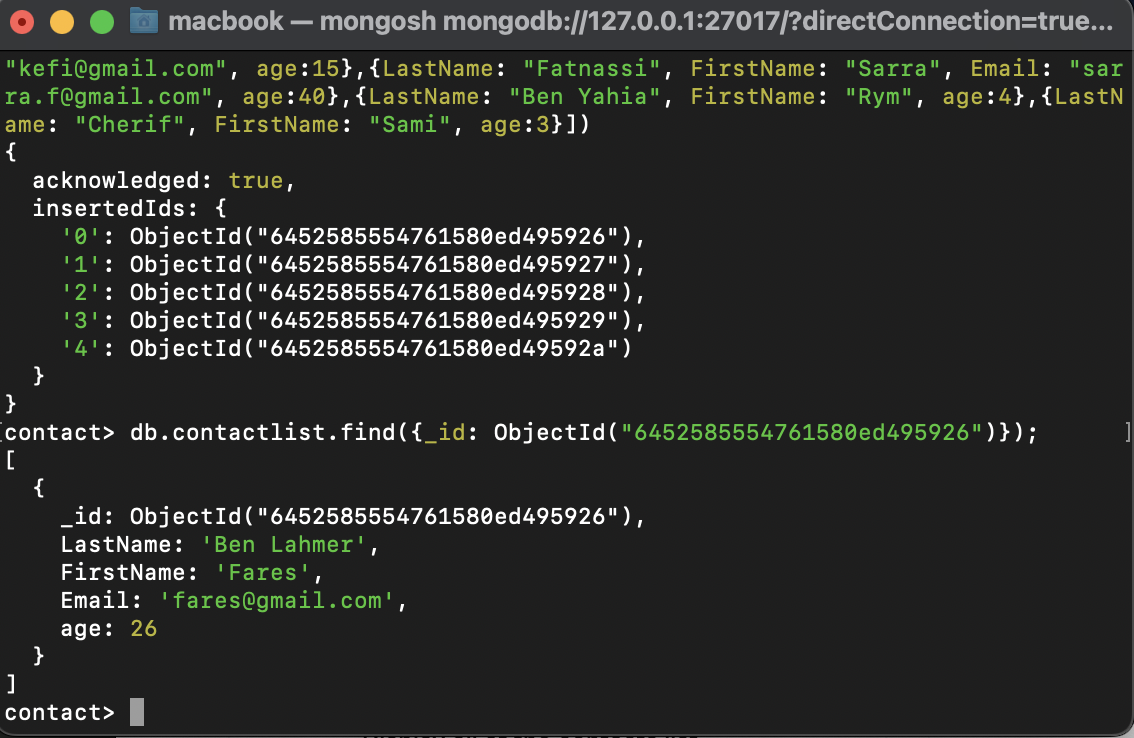 macbook — mongosh mongodb://127.0.0.1:27017/?directConnection=true...
"kefi@gmail.com", age:15},{LastName: "Fatnassi", FirstName: "Sarra", Email: "sar
ra.f@gmail.com", age:40},{LastName: "Ben Yahia", FirstName: "Rym", age:4},{LastN
ame: "Cherif", FirstName: "Sami", age:3}])
{
  acknowledged: true,
  insertedIds: {
    '0': ObjectId("6452585554761580ed495926"),
    '1': ObjectId("6452585554761580ed495927"),
    '2': ObjectId("6452585554761580ed495928"),
    '3': ObjectId("6452585554761580ed495929"),
    '4': ObjectId("6452585554761580ed49592a")
  }
}
[contact> db.contactlist.find({_id: ObjectId("6452585554761580ed495926")}); ]
[
  {
    _id: ObjectId("6452585554761580ed495926"),
    LastName: 'Ben Lahmer',
    FirstName: 'Fares',
    Email: 'fares@gmail.com',
    age: 26
  }
]
contact>